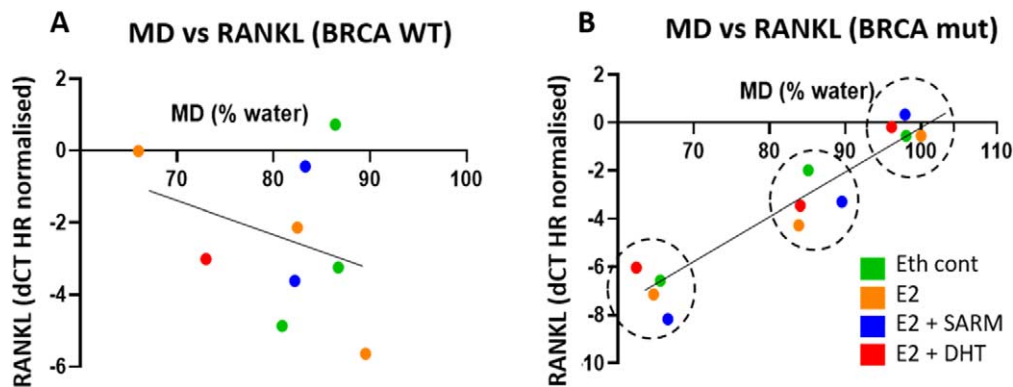 A
MD vs RANKL (BRCA WT)
RANKL (dCT HR normalised)
MD (% water)
2
0
-2
-4
-6
70
80
90
100
B
MD vs RANKL (BRCA mut)
RANKL (dCT HR normalised)
MD (% water)
2
0
-2
-4
-6
-8
-10
70
80
90
100
110
Eth cont
E2
E2 + SARM
E2 + DHT